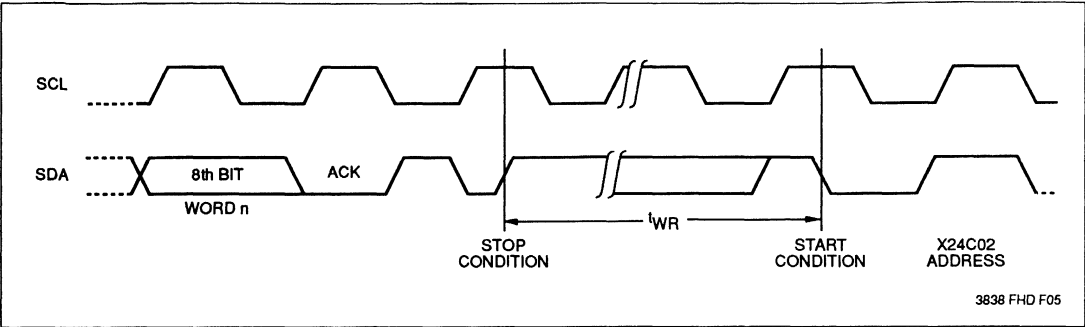 SCL
SDA
8th BIT
ACK
WORD n
tWR
STOP
CONDITION
START
CONDITION
X24C02
ADDRESS
3838 FHD F05